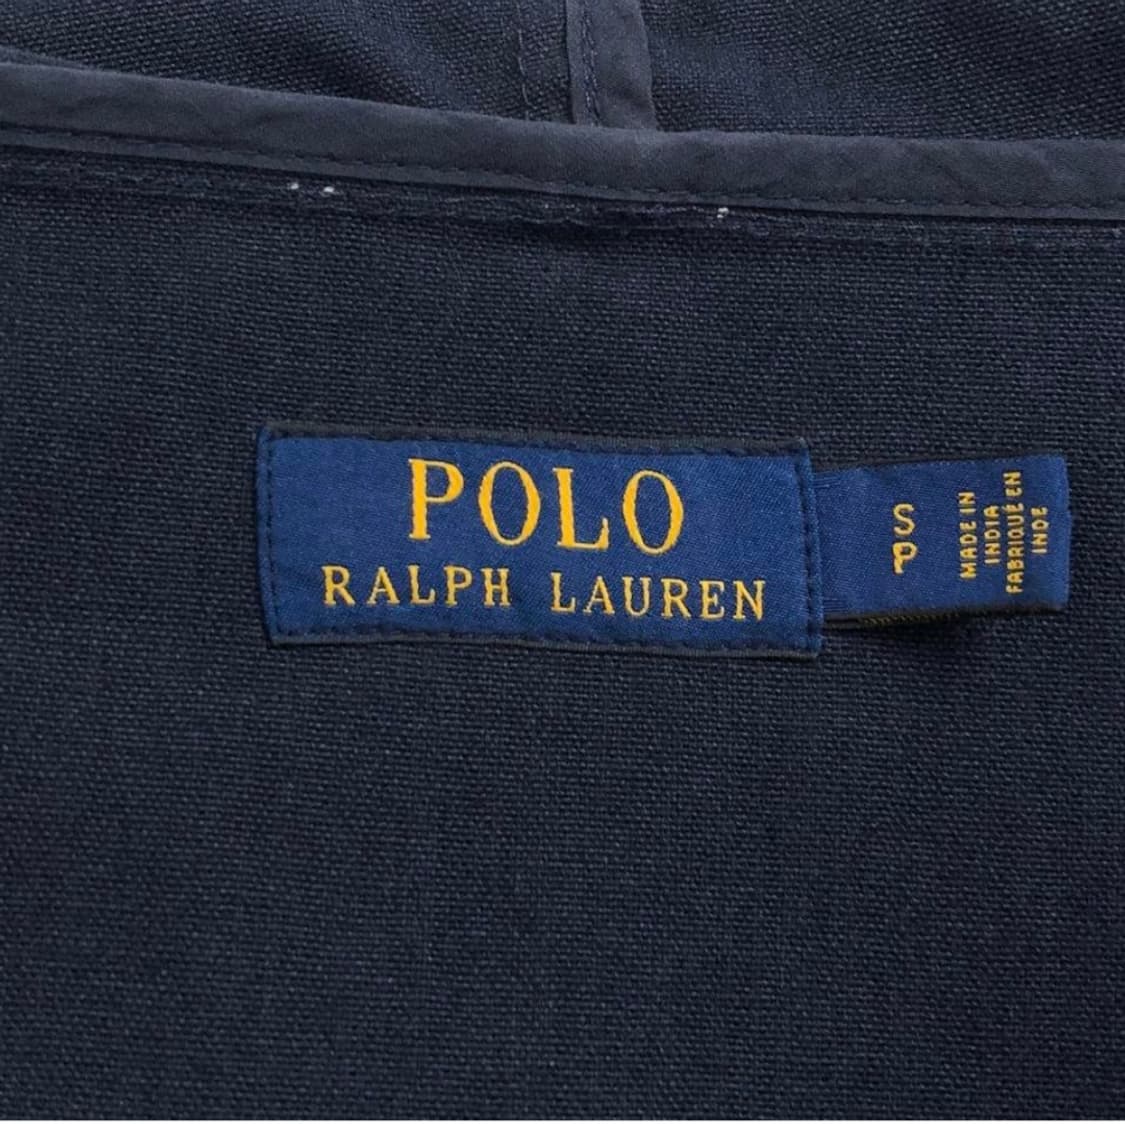 POLO
RALPH LAUREN
S
P
MADE IN
INDIA
FABRIQUÉ EN
INDE